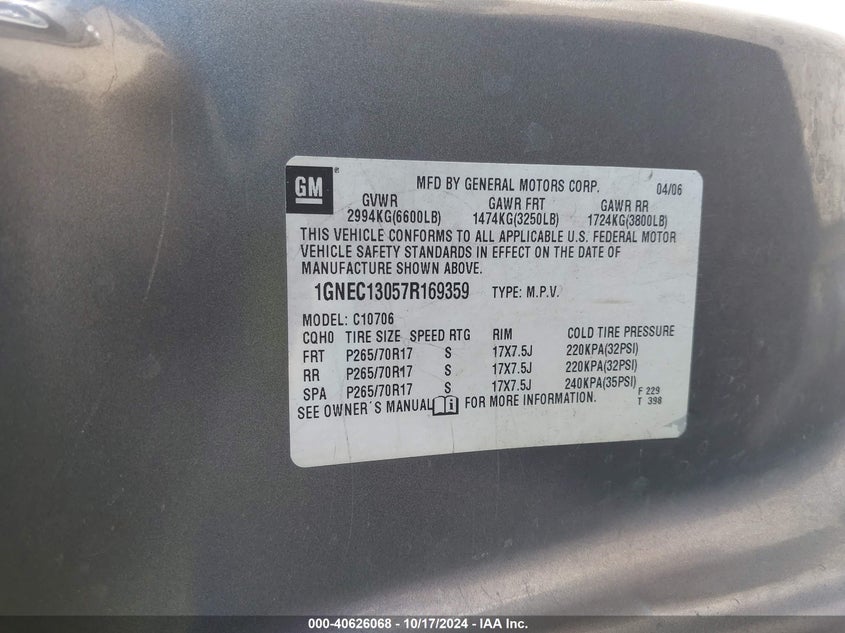 GM ®
MFD BY GENERAL MOTORS CORP. 04/06
GVWR GAWR FRT GAWR RR
2994KG(6600LB) 1474KG(3250LB) 1724KG(3800LB)
THIS VEHICLE CONFORMS TO ALL APPLICABLE U.S. FEDERAL MOTOR
VEHICLE SAFETY STANDARDS IN EFFECT ON THE DATE OF
MANUFACTURE SHOWN ABOVE.
1GNEC13057R169359 TYPE: M.P.V.
MODEL: C10706
CQH0 TIRE SIZE SPEED RTG RIM COLD TIRE PRESSURE
FRT P265/70R17 S 17X7.5J 220KPA(32PSI)
RR P265/70R17 S 17X7.5J 220KPA(32PSI)
SPA P265/70R17 S 17X7.5J 240KPA(35PSI)
F 229
SEE OWNER'S MANUAL i FOR MORE INFORMATION. T 398
000-40626068 - 10/17/2024 - IAA Inc.